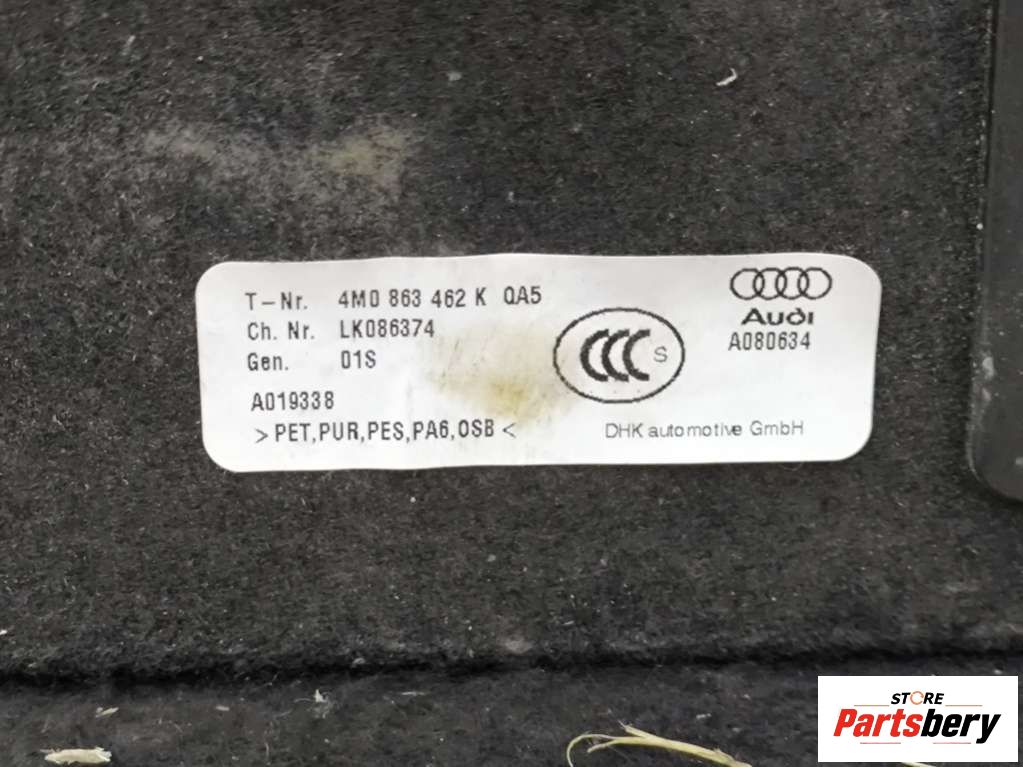 T-Nr. 4M0 863 462 K QA5
Ch. Nr. LK086374
Gen. 01S
A019338
>PET,PUR,PES,PA6,OSB<
CCC S
Audi
A080634
DHK automotive GmbH
STORE
Partsbery